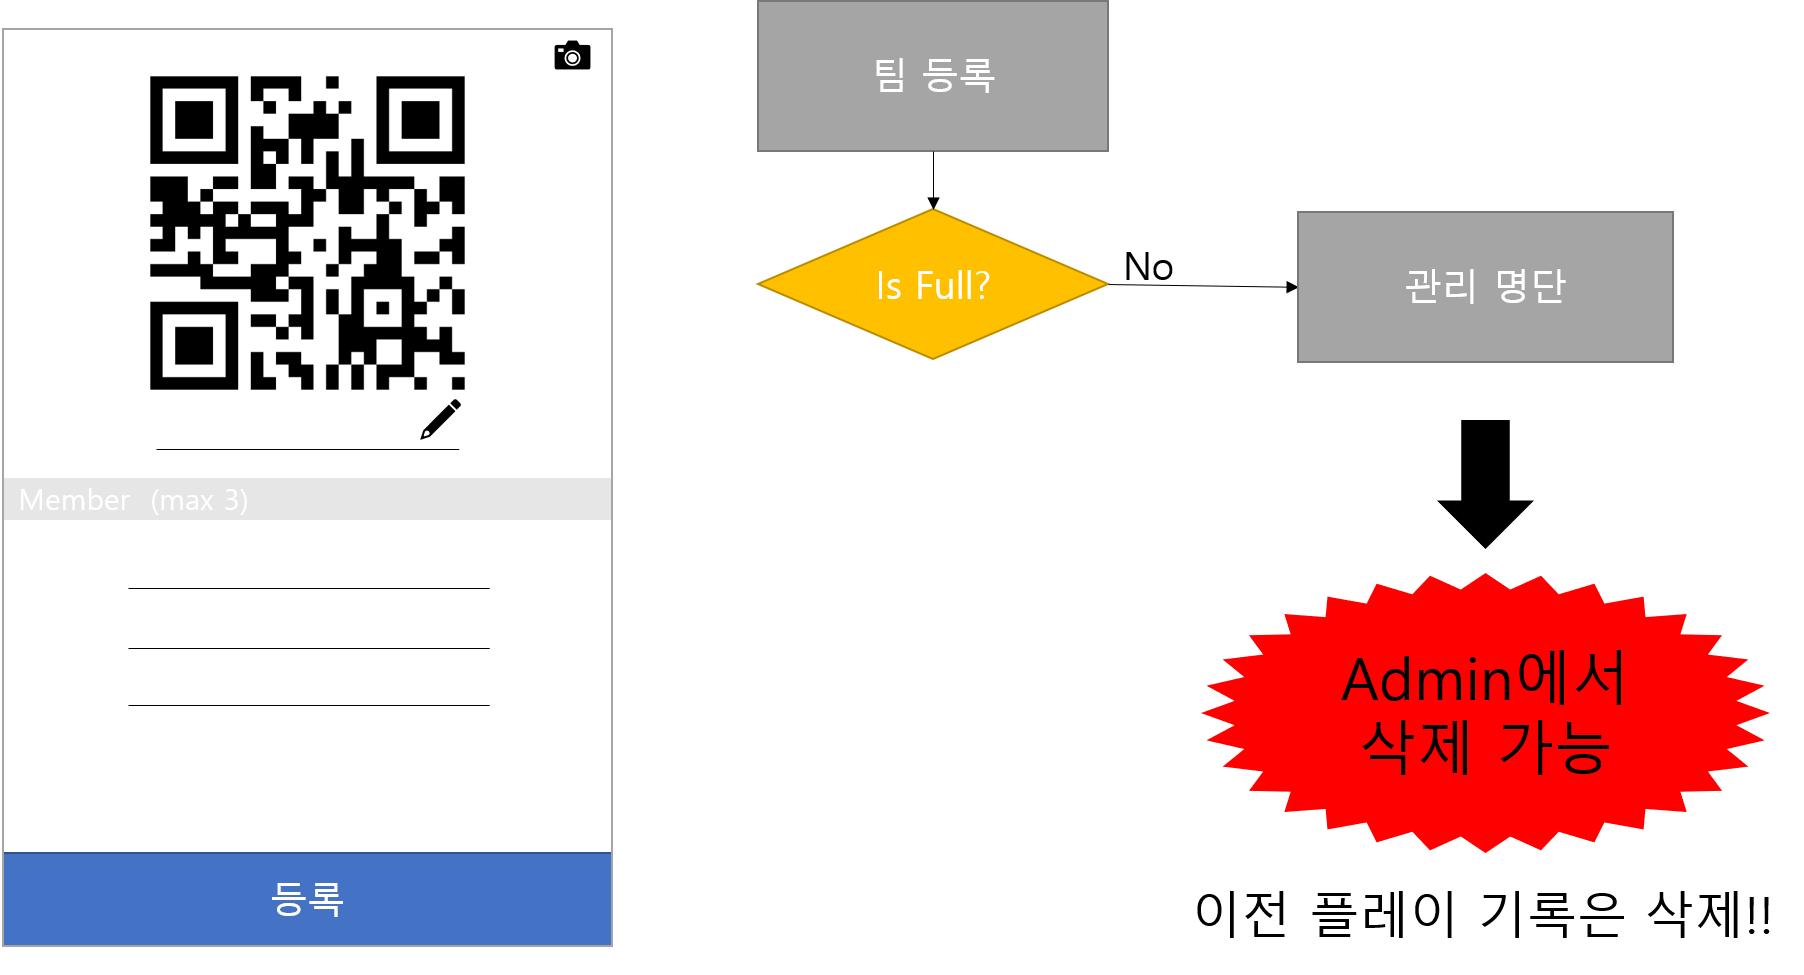 Member (max 3)
등록
팀 등록
Is Full?
No
관리 명단
Admin에서
삭제 가능
이전 플레이 기록은 삭제!!